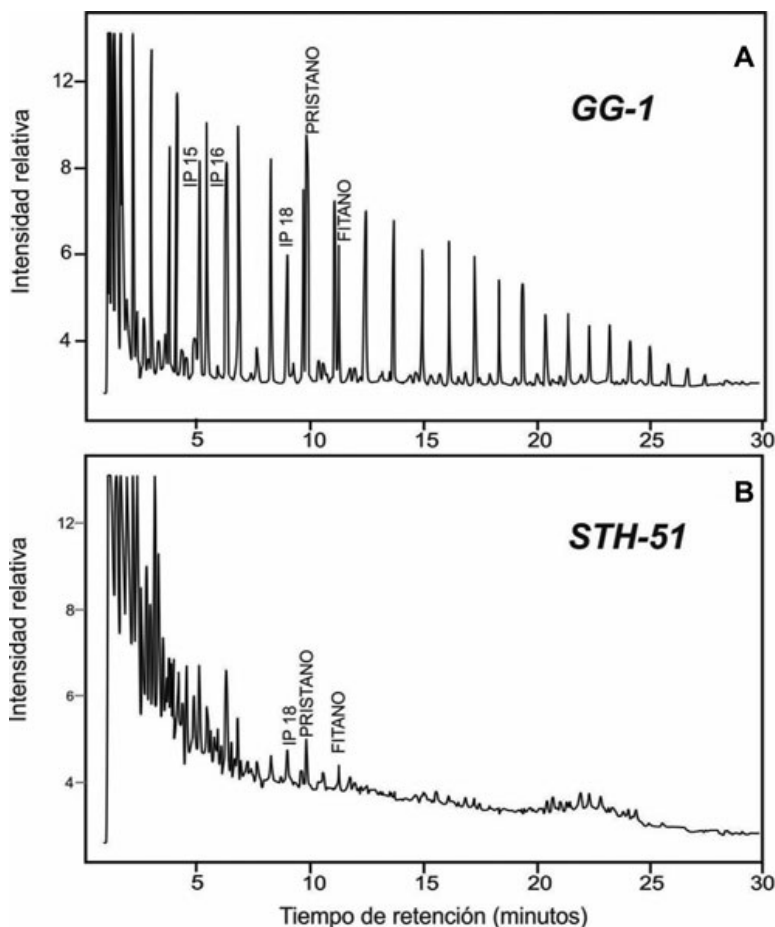 A
GG-1
Intensidad relativa
12
8
6
4
IP 15
IP 16
IP 18
PRISTANO
FITANO
5
10
15
20
25
30
B
STH-51
Intensidad relativa
12
8
6
4
IP 18
PRISTANO
FITANO
5
10
15
20
25
30
Tiempo de retención (minutos)